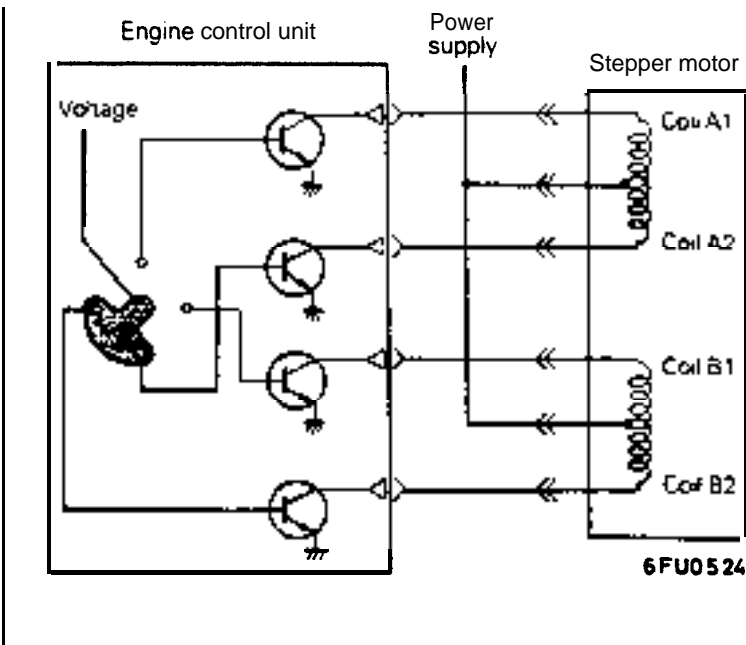 Engine control unit
Power
supply
Stepper motor
Voltage
Coil A1
Coil A2
Coil B1
Coil B2
6FU0524